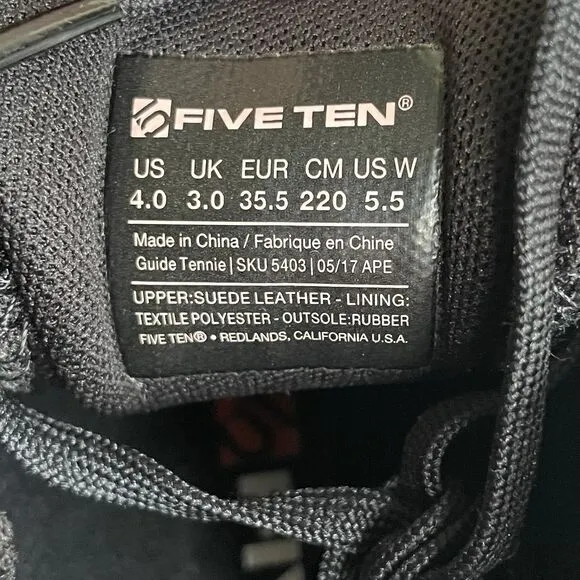 FIVE TEN®
US UK EUR CM US W
4.0 3.0 35.5 220 5.5
Made in China / Fabrique en Chine
Guide Tennie | SKU 5403 | 05/17 APE
UPPER:SUEDE LEATHER - LINING:
TEXTILE POLYESTER - OUTSOLE:RUBBER
FIVE TEN® • REDLANDS, CALIFORNIA U.S.A.